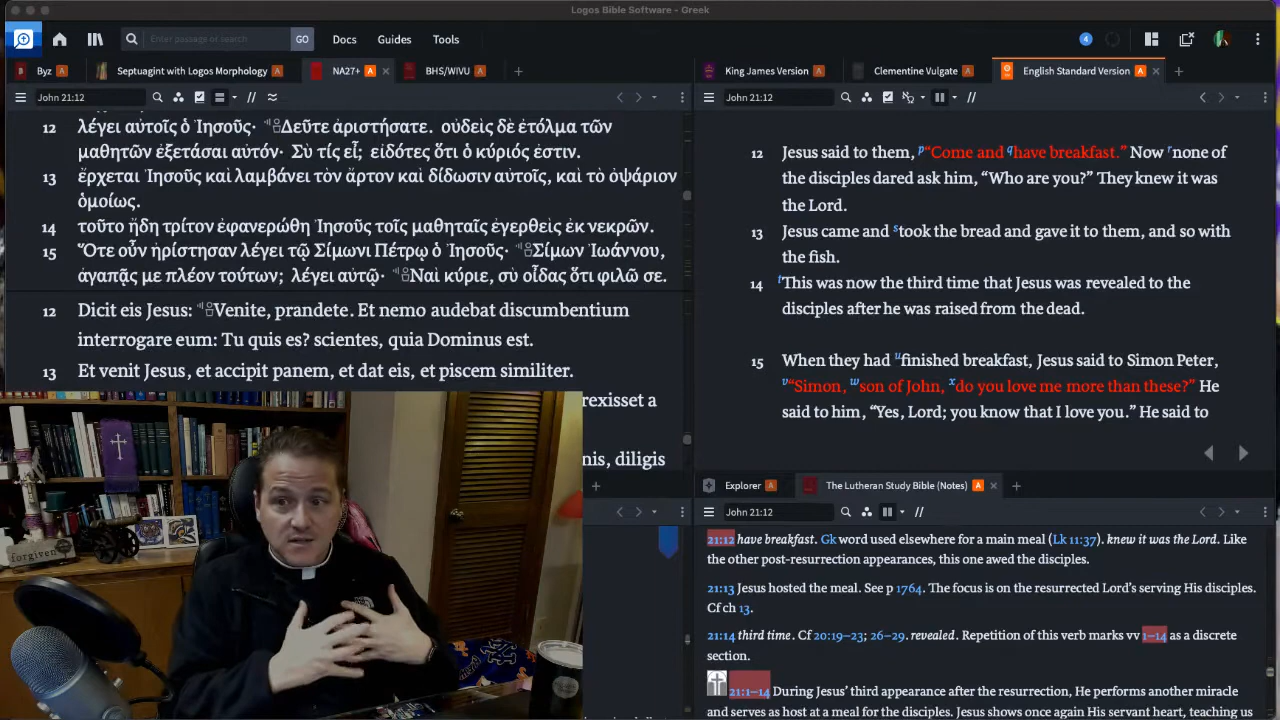 Logos Bible Software - Greek
Enter passage or search GO Docs Guides Tools 4
Byz A Septuagint with Logos Morphology A NA27+ A BHS/WIVU A
John 21:12
12 λέγει αὐτοῖς ὁ Ἰησοῦς· Δεῦτε ἀριστήσατε. οὐδεὶς δὲ ἐτόλμα τῶν
μαθητῶν ἐξετάσαι αὐτόν· Σὺ τίς εἶ; εἰδότες ὅτι ὁ κύριός ἐστιν.
13 ἔρχεται Ἰησοῦς καὶ λαμβάνει τὸν ἄρτον καὶ δίδωσιν αὐτοῖς, καὶ τὸ ὀψάριον
ὁμοίως.
14 τοῦτο ἤδη τρίτον ἐφανερώθη Ἰησοῦς τοῖς μαθηταῖς ἐγερθεὶς ἐκ νεκρῶν.
15 Ὅτε οὖν ἠρίστησαν λέγει τῷ Σίμωνι Πέτρῳ ὁ Ἰησοῦς· Σίμων Ἰωάννου,
ἀγαπᾷς με πλέον τούτων; λέγει αὐτῷ· Ναὶ κύριε, σὺ οἶδας ὅτι φιλῶ σε.
12 Dicit eis Jesus: Venite, prandete. Et nemo audebat discumbentium
interrogare eum: Tu quis es? scientes, quia Dominus est.
13 Et venit Jesus, et accipit panem, et dat eis, et piscem similiter.
rexisset a
nis, diligis
forgiven
King James Version A Clementine Vulgate A English Standard Version A
John 21:12
12 Jesus said to them, p“Come and qhave breakfast.” Now rnone of
the disciples dared ask him, “Who are you?” They knew it was
the Lord.
13 Jesus came and stook the bread and gave it to them, and so with
the fish.
14 tThis was now the third time that Jesus was revealed to the
disciples after he was raised from the dead.
15 When they had ufinished breakfast, Jesus said to Simon Peter,
v“Simon, wson of John, xdo you love me more than these?” He
said to him, “Yes, Lord; you know that I love you.” He said to
Explorer A The Lutheran Study Bible (Notes) A
John 21:12
21:12 have breakfast. Gk word used elsewhere for a main meal (Lk 11:37). knew it was the Lord. Like
the other post-resurrection appearances, this one awed the disciples.
21:13 Jesus hosted the meal. See p 1764. The focus is on the resurrected Lord’s serving His disciples.
Cf ch 13.
21:14 third time. Cf 20:19–23; 26–29. revealed. Repetition of this verb marks vv 1–14 as a discrete
section.
21:1–14 During Jesus’ third appearance after the resurrection, He performs another miracle
and serves as host at a meal for the disciples. Jesus shows once again His servant heart, teaching us